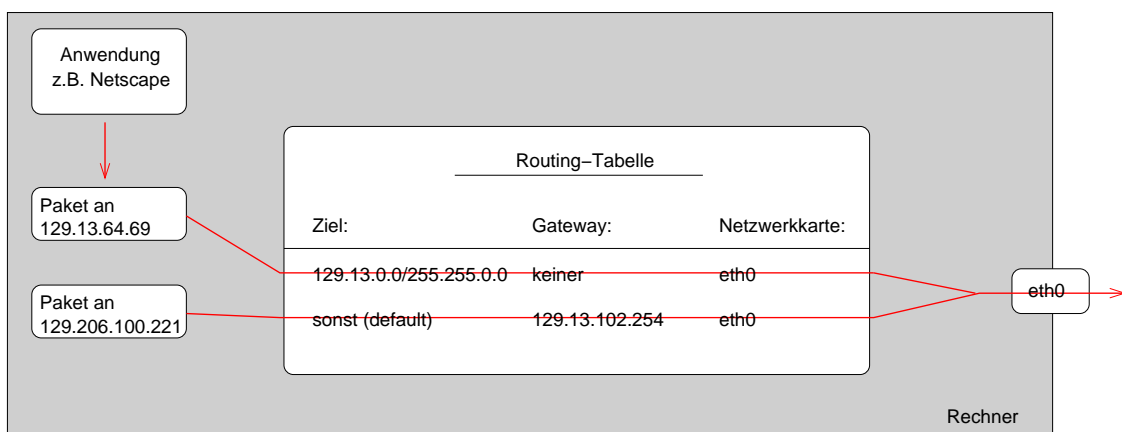 Anwendung
z.B. Netscape
Routing–Tabelle
Paket an
129.13.64.69
Ziel: Gateway: Netzwerkkarte:
129.13.0.0/255.255.0.0 keiner eth0
eth0
Paket an
129.206.100.221
sonst (default) 129.13.102.254 eth0
Rechner